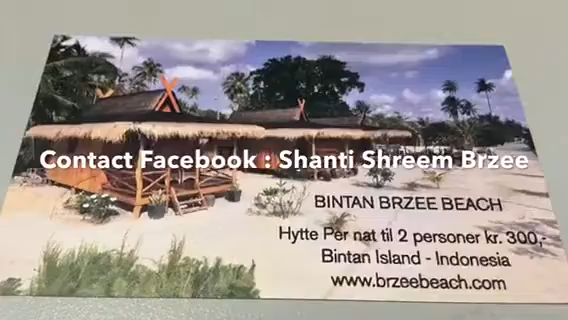 Contact Facebook : Shanti Shreem Brzee
BINTAN BRZEE BEACH
Hytte Per nat til 2 personer kr. 300,-
Bintan Island - Indonesia
www.brzeebeach.com